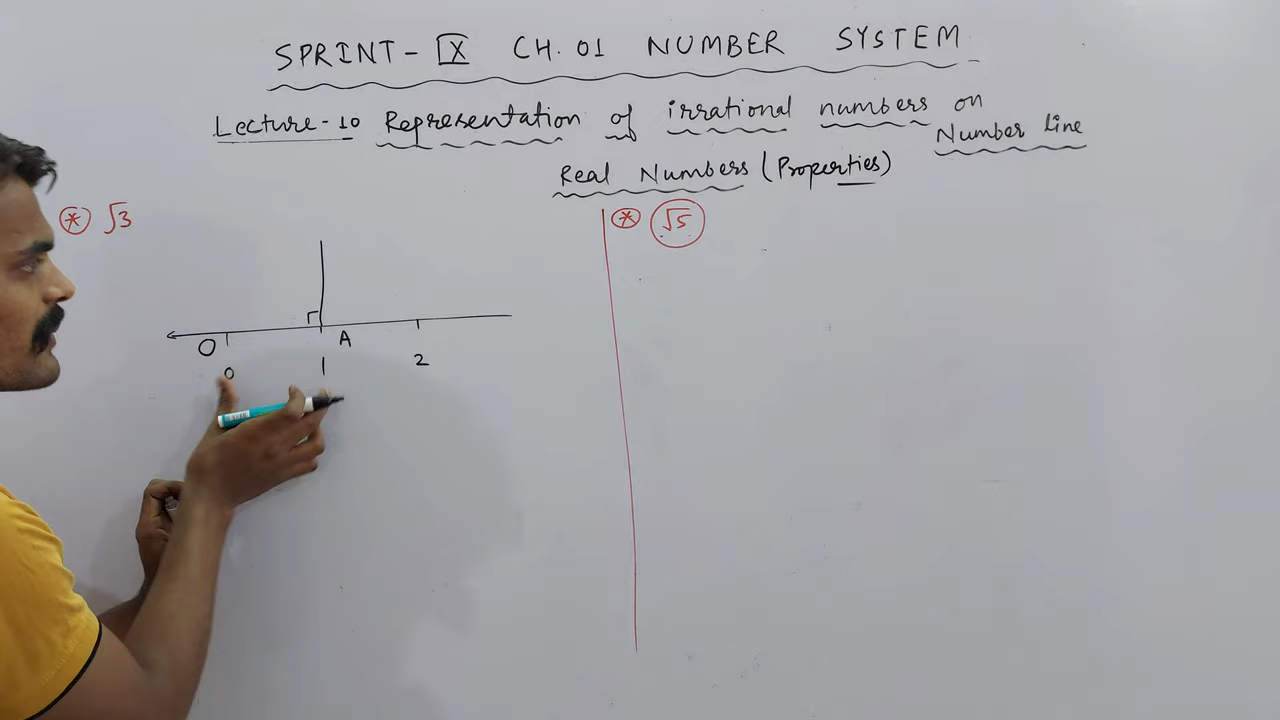 SPRINT-IX CH.01 NUMBER SYSTEM
Lecture-10 Representation of irrational numbers on
Number line
Real Numbers (Properties)
* √3
* √5
O A
0 1 2